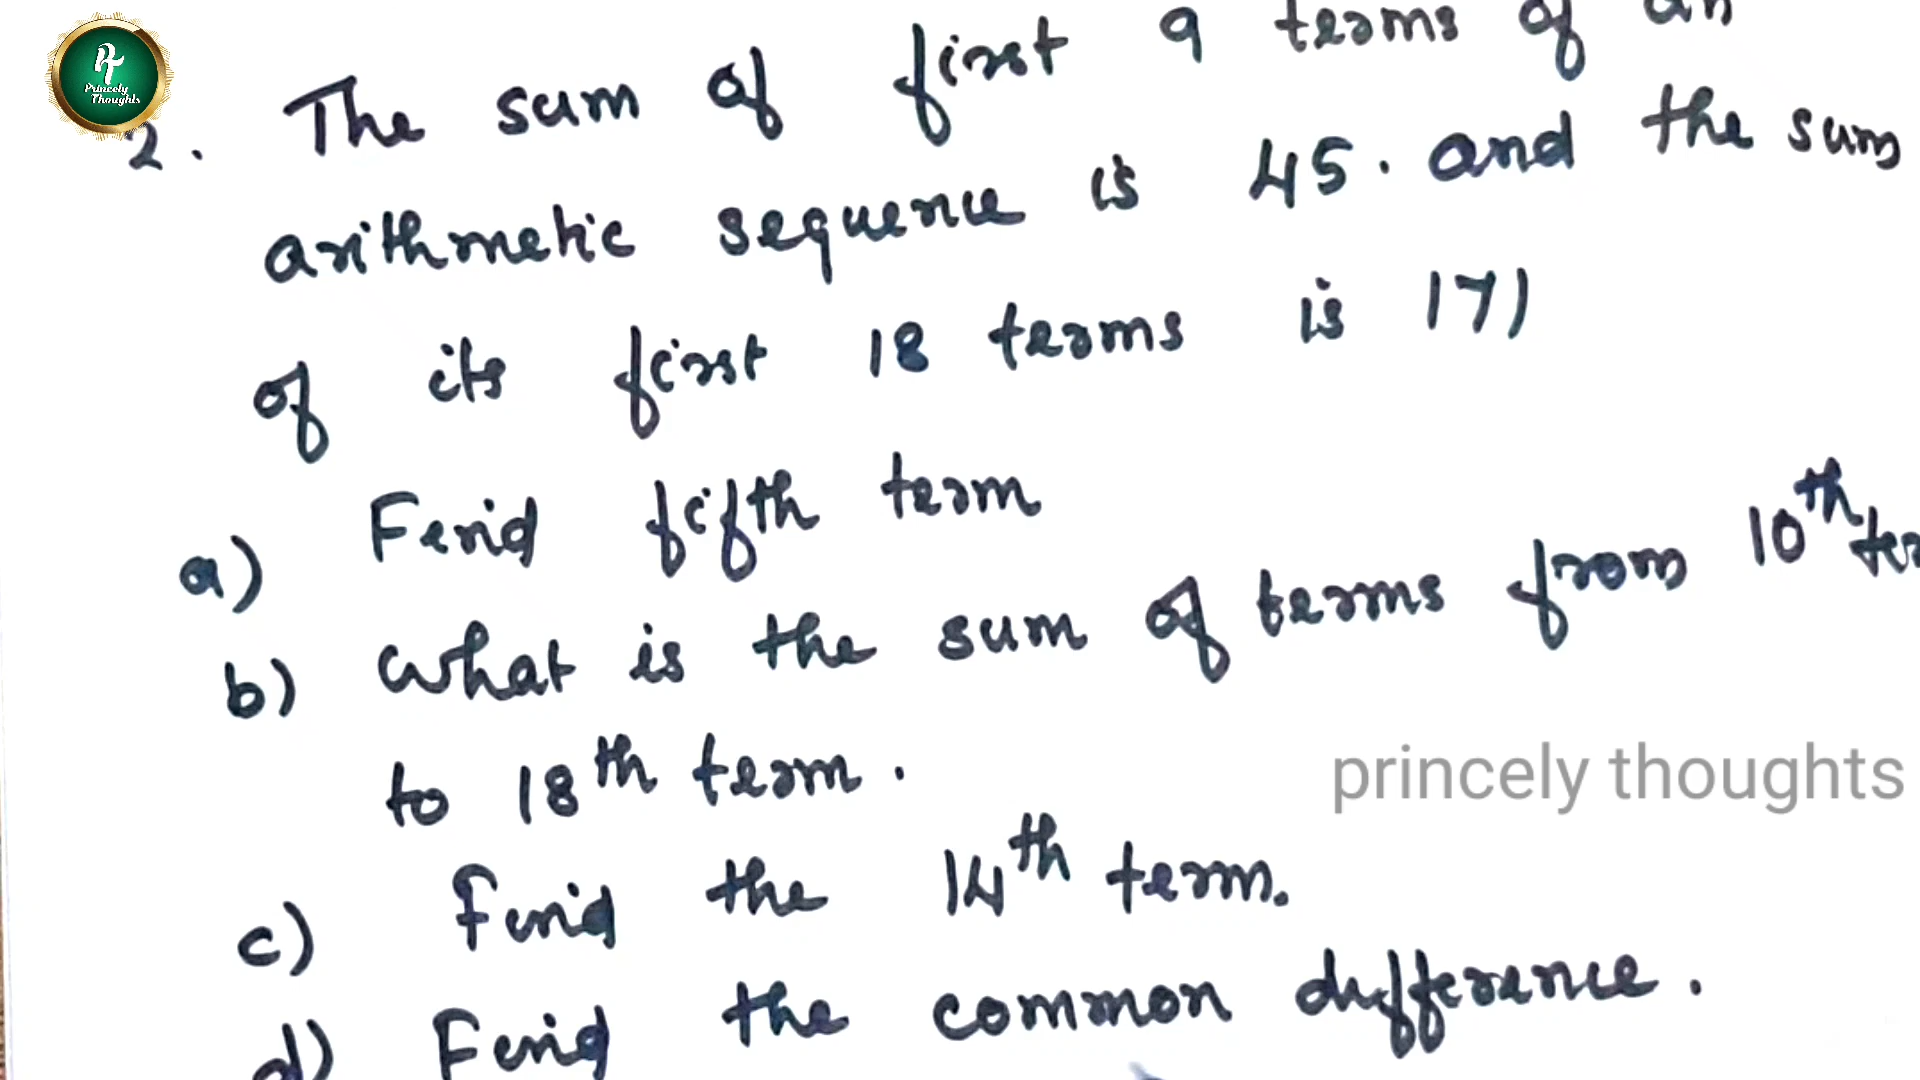 PT
Princely
Thoughts
2. The sum of first 9 terms of an
arithmetic sequence is 45. and the sum
of its first 18 terms is 171
a) Find fifth term
b) What is the sum of terms from 10th
to 18th term.
princely thoughts
c) Find the 14th term.
d) Find the common difference.